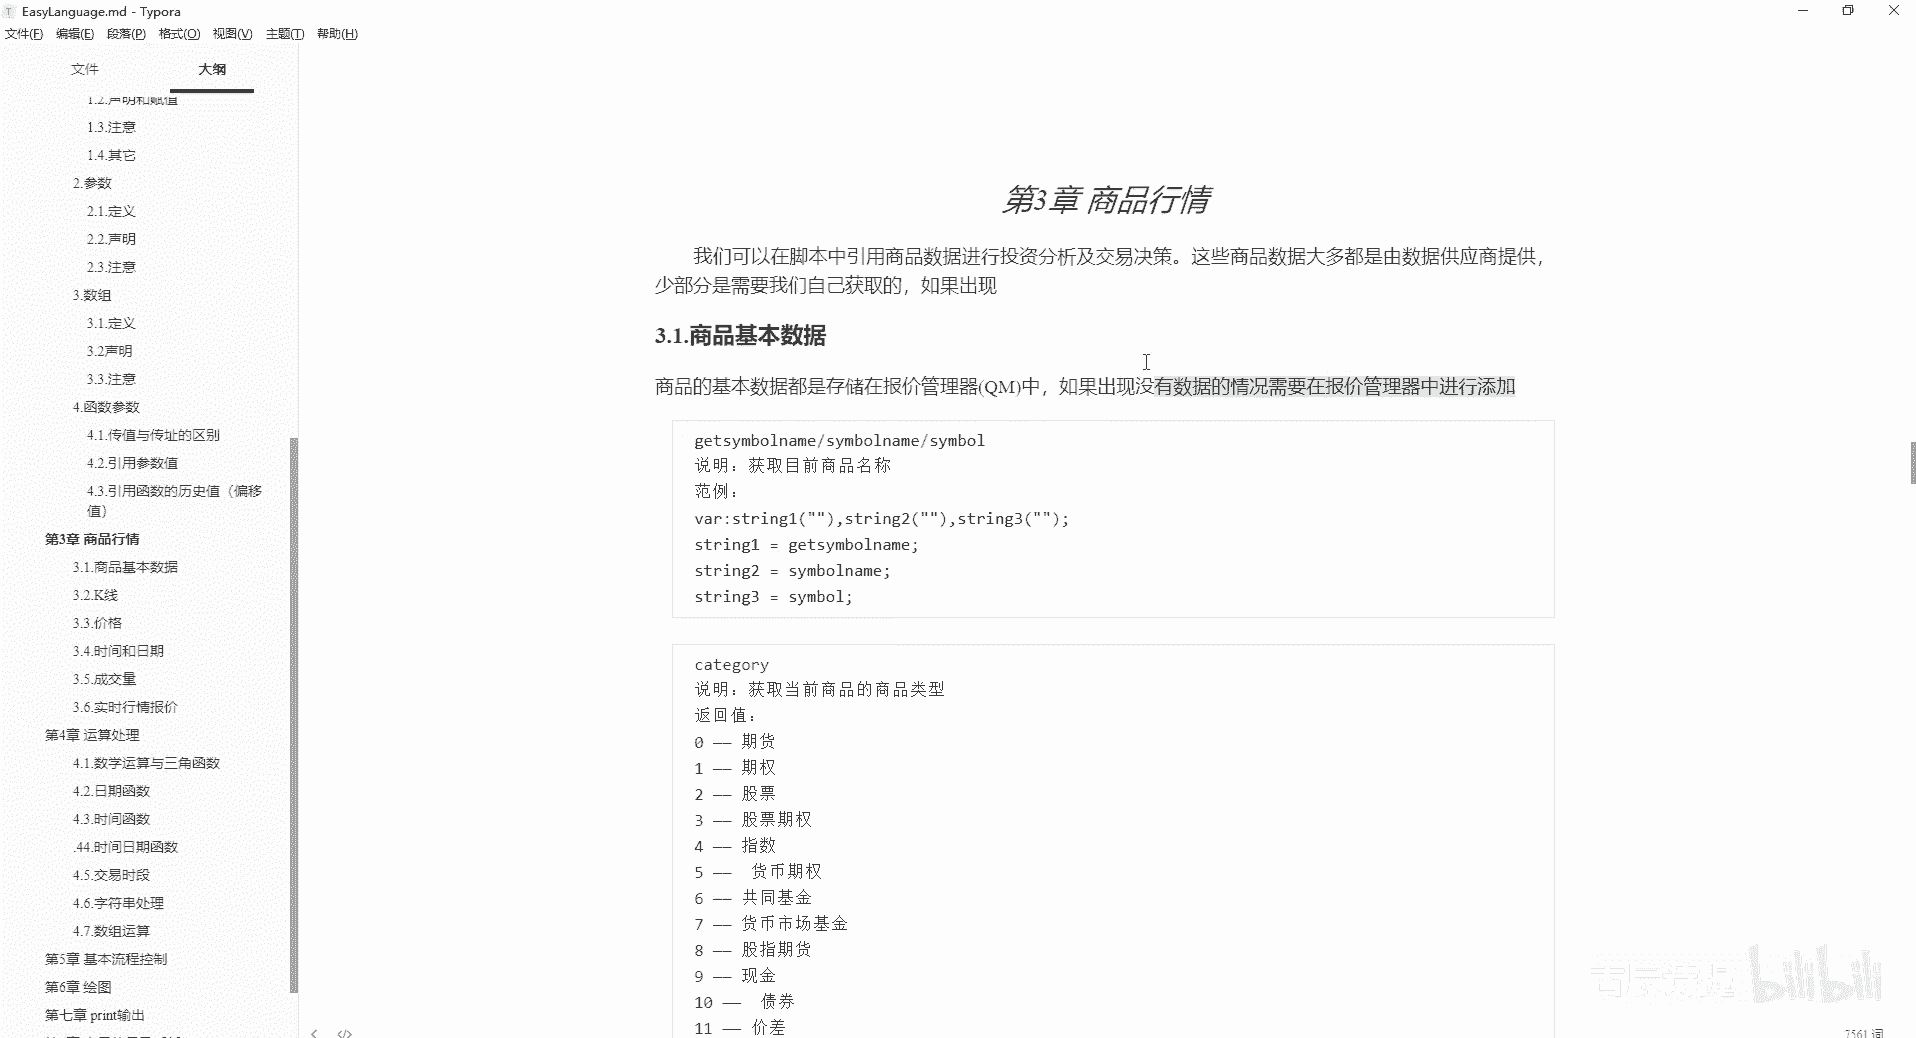 EasyLanguage.md - Typora
文件(F) 编辑(E) 段落(P) 格式(O) 视图(V) 主题(T) 帮助(H)
文件 大纲
1.2.声明和赋值
1.3.注意
1.4.其它
2.参数
2.1.定义
2.2.声明
2.3.注意
3.数组
3.1.定义
3.2声明
3.3.注意
4.函数参数
4.1.传值与传址的区别
4.2.引用参数值
4.3.引用函数的历史值（偏移
值）
第3章 商品行情
3.1.商品基本数据
3.2.K线
3.3.价格
3.4.时间和日期
3.5.成交量
3.6.实时行情报价
第4章 运算处理
4.1.数学运算与三角函数
4.2.日期函数
4.3.时间函数
.44.时间日期函数
4.5.交易时段
4.6.字符串处理
4.7.数组运算
第5章 基本流程控制
第6章 绘图
第七章 print输出
第3章 商品行情
我们可以在脚本中引用商品数据进行投资分析及交易决策。这些商品数据大多都是由数据供应商提供，
少部分是需要我们自己获取的，如果出现
3.1.商品基本数据
商品的基本数据都是存储在报价管理器(QM)中，如果出现没有数据的情况需要在报价管理器中进行添加
getsymbolname/symbolname/symbol
说明：获取目前商品名称
范例：
var:string1(""),string2(""),string3("");
string1 = getsymbolname;
string2 = symbolname;
string3 = symbol;
category
说明：获取当前商品的商品类型
返回值：
0 —— 期货
1 —— 期权
2 —— 股票
3 —— 股票期权
4 —— 指数
5 —— 货币期权
6 —— 共同基金
7 —— 货币市场基金
8 —— 股指期货
9 —— 现金
10 —— 债券
11 —— 价差
7561 词
bilibili